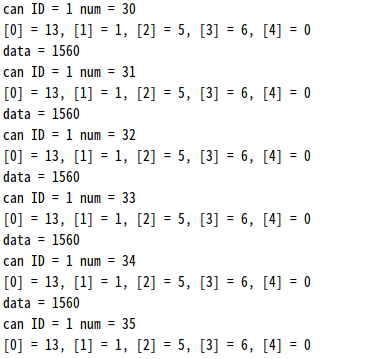 can ID = 1 num = 30
[0] = 13, [1] = 1, [2] = 5, [3] = 6, [4] = 0
data = 1560
can ID = 1 num = 31
[0] = 13, [1] = 1, [2] = 5, [3] = 6, [4] = 0
data = 1560
can ID = 1 num = 32
[0] = 13, [1] = 1, [2] = 5, [3] = 6, [4] = 0
data = 1560
can ID = 1 num = 33
[0] = 13, [1] = 1, [2] = 5, [3] = 6, [4] = 0
data = 1560
can ID = 1 num = 34
[0] = 13, [1] = 1, [2] = 5, [3] = 6, [4] = 0
data = 1560
can ID = 1 num = 35
[0] = 13, [1] = 1, [2] = 5, [3] = 6, [4] = 0